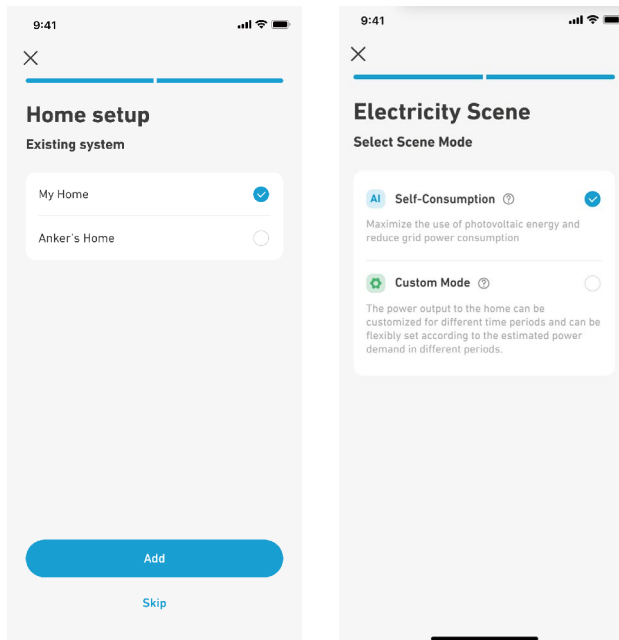 9:41
Home setup
Existing system
My Home
Anker's Home
Add
Skip
9:41
Electricity Scene
Select Scene Mode
AI Self-Consumption ?
Maximize the use of photovoltaic energy and
reduce grid power consumption
Custom Mode ?
The power output to the home can be
customized for different time periods and can be
flexibly set according to the estimated power
demand in different periods.